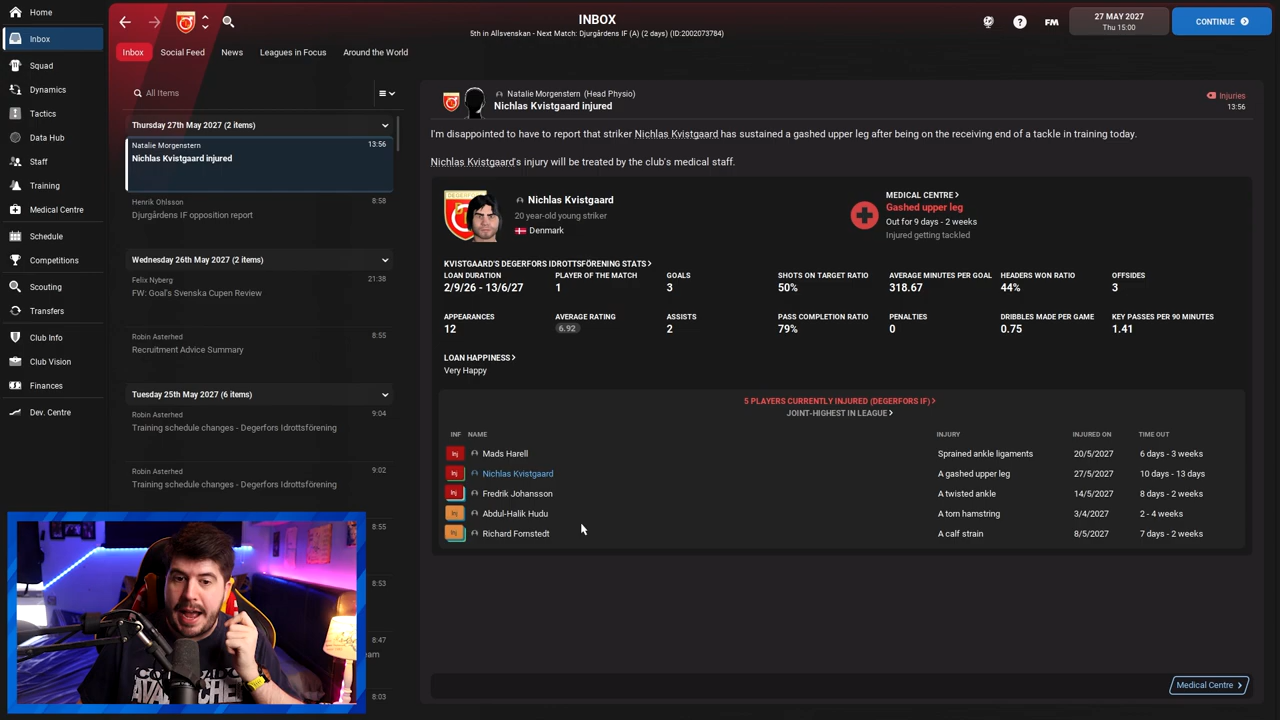 Home
Inbox
Squad
Dynamics
Tactics
Data Hub
Staff
Training
Medical Centre
Schedule
Competitions
Scouting
Transfers
Club Info
Club Vision
Finances
Dev. Centre
INBOX
5th in Allsvenskan - Next Match: Djurgårdens IF (A) (2 days) (ID:2002073784)
FM
27 MAY 2027
Thu 15:00
CONTINUE
Inbox Social Feed News Leagues in Focus Around the World
All Items
Thursday 27th May 2027 (2 items)
Natalie Morgenstern 13:56
Nichlas Kvistgaard injured
Henrik Ohlsson 8:58
Djurgårdens IF opposition report
Wednesday 26th May 2027 (2 items)
Felix Nyberg 21:38
FW: Goal's Svenska Cupen Review
Robin Asterhed 8:55
Recruitment Advice Summary
Tuesday 25th May 2027 (6 items)
Robin Asterhed 9:04
Training schedule changes - Degerfors Idrottsförening
Robin Asterhed 9:02
Training schedule changes - Degerfors Idrottsförening
8:55
8:53
8:47
eam
8:03
Natalie Morgenstern (Head Physio)
Nichlas Kvistgaard injured
Injuries
13:56
I'm disappointed to have to report that striker Nichlas Kvistgaard has sustained a gashed upper leg after being on the receiving end of a tackle in training today.
Nichlas Kvistgaard's injury will be treated by the club's medical staff.
Nichlas Kvistgaard
20 year-old young striker
Denmark
MEDICAL CENTRE
Gashed upper leg
Out for 9 days - 2 weeks
Injured getting tackled
KVISTGAARD'S DEGERFORS IDROTTSFÖRENING STATS
LOAN DURATION PLAYER OF THE MATCH GOALS SHOTS ON TARGET RATIO AVERAGE MINUTES PER GOAL HEADERS WON RATIO OFFSIDES
2/9/26 - 13/6/27 1 3 50% 318.67 44% 3
APPEARANCES AVERAGE RATING ASSISTS PASS COMPLETION RATIO PENALTIES DRIBBLES MADE PER GAME KEY PASSES PER 90 MINUTES
12 6.92 2 79% 0 0.75 1.41
LOAN HAPPINESS
Very Happy
5 PLAYERS CURRENTLY INJURED (DEGERFORS IF)
JOINT-HIGHEST IN LEAGUE
INF NAME INJURY INJURED ON TIME OUT
Inj Mads Harell Sprained ankle ligaments 20/5/2027 6 days - 3 weeks
Inj Nichlas Kvistgaard A gashed upper leg 27/5/2027 10 days - 13 days
Inj Fredrik Johansson A twisted ankle 14/5/2027 8 days - 2 weeks
Inj Abdul-Halik Hudu A torn hamstring 3/4/2027 2 - 4 weeks
Inj Richard Fornstedt A calf strain 8/5/2027 7 days - 2 weeks
Medical Centre